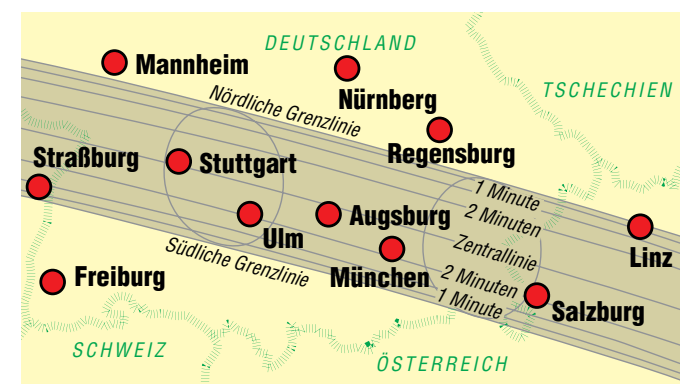 DEUTSCHLAND
Mannheim
TSCHECHIEN
Nürnberg
Nördliche Grenzlinie
Regensburg
Straßburg
Stuttgart
1 Minute
2 Minuten
Augsburg
Ulm
Zentrallinie
Linz
Südliche Grenzlinie
München
2 Minuten
Freiburg
1 Minute
Salzburg
SCHWEIZ
ÖSTERREICH